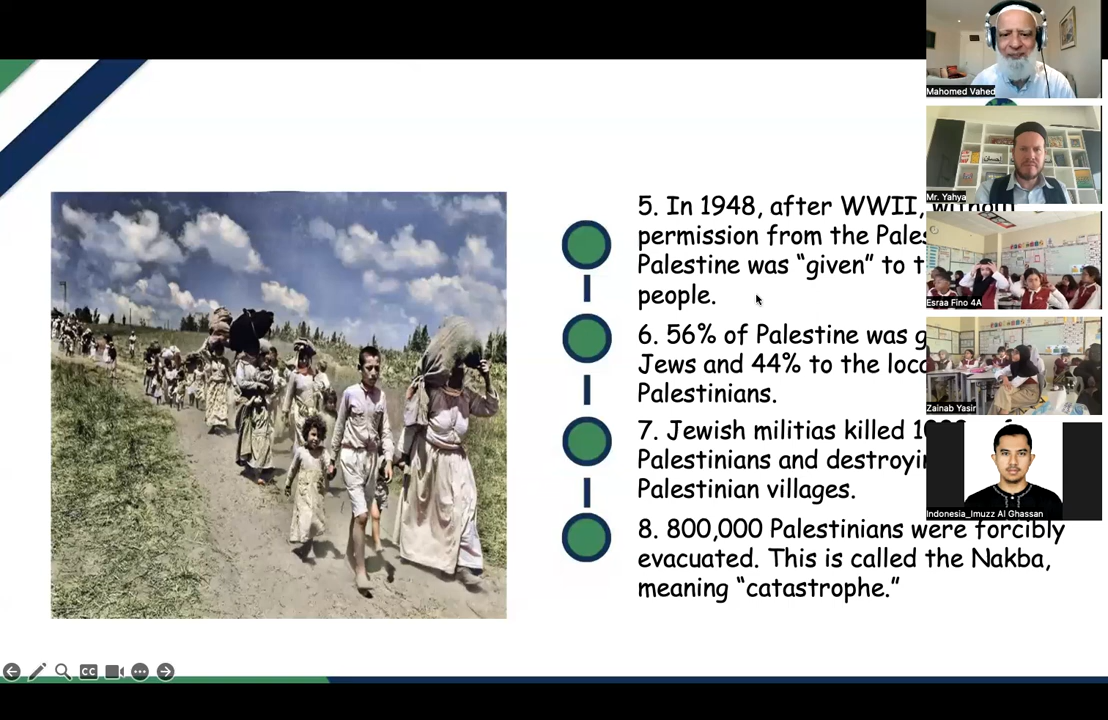 5. In 1948, after WWII, without
permission from the Pales
Palestine was “given” to t
people.
6. 56% of Palestine was g
Jews and 44% to the loc
Palestinians.
7. Jewish militias killed
Palestinians and destroyi
Palestinian villages.
8. 800,000 Palestinians were forcibly
evacuated. This is called the Nakba,
meaning “catastrophe.”
Mahomed Vahed
Mr. Yahya
Esraa Fino 4A
Zainab Yasir
Indonesia_Imuzz Al Ghassan
CC